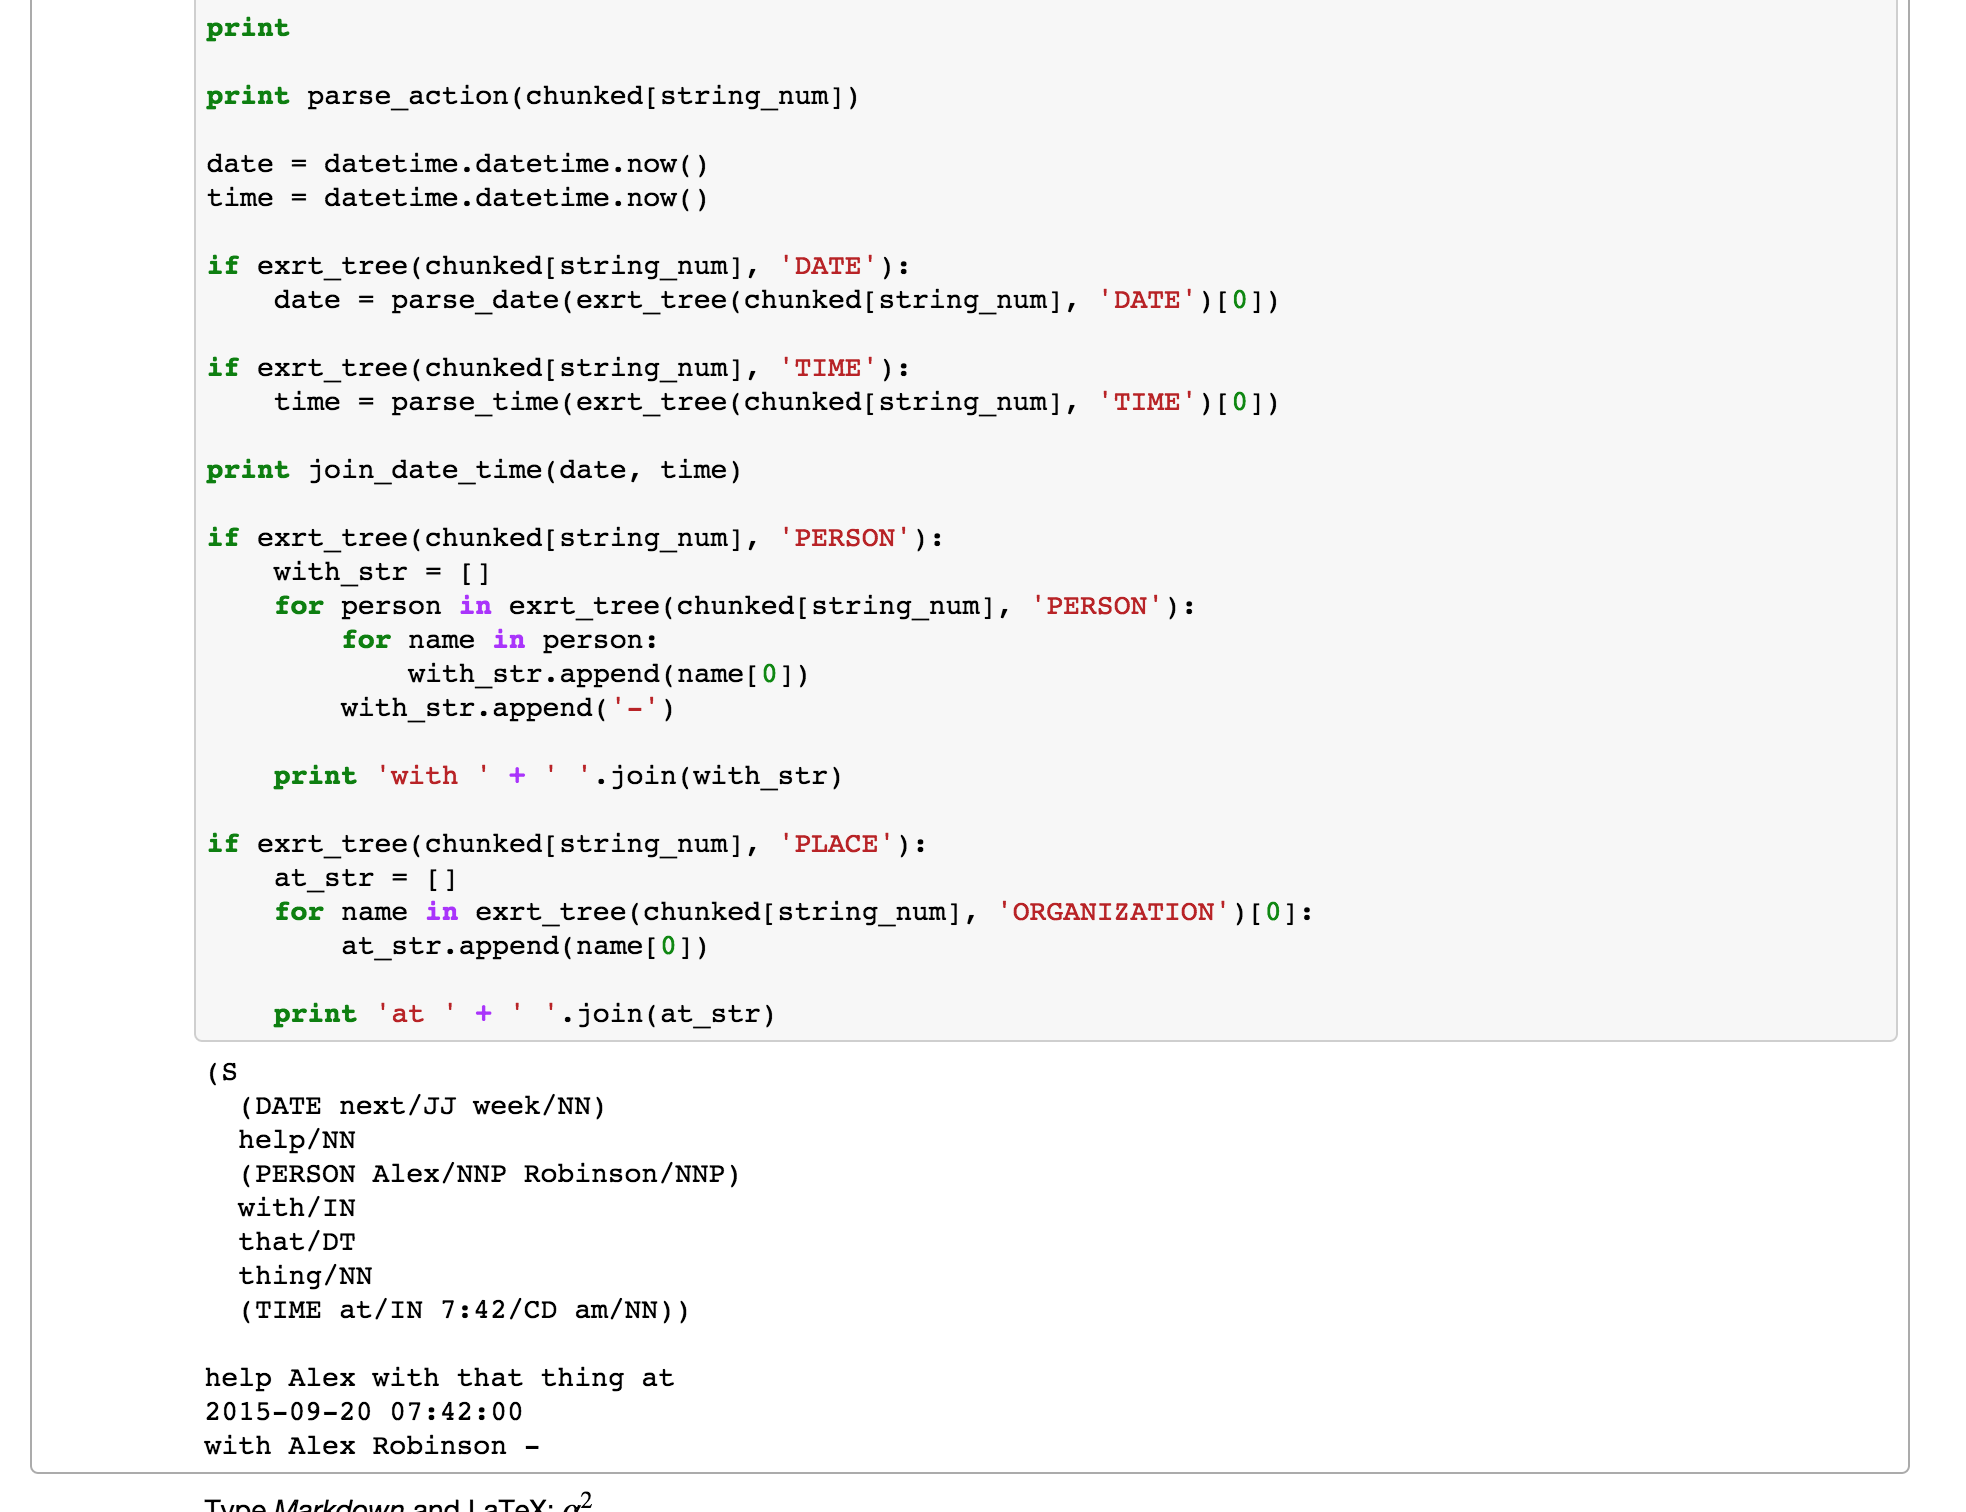 print
print parse_action(chunked[string_num])
date = datetime.datetime.now()
time = datetime.datetime.now()
if exrt_tree(chunked[string_num], 'DATE'):
    date = parse_date(exrt_tree(chunked[string_num], 'DATE')[0])
if exrt_tree(chunked[string_num], 'TIME'):
    time = parse_time(exrt_tree(chunked[string_num], 'TIME')[0])
print join_date_time(date, time)
if exrt_tree(chunked[string_num], 'PERSON'):
    with_str = []
    for person in exrt_tree(chunked[string_num], 'PERSON'):
        for name in person:
            with_str.append(name[0])
        with_str.append('-')
    print 'with ' + ' '.join(with_str)
if exrt_tree(chunked[string_num], 'PLACE'):
    at_str = []
    for name in exrt_tree(chunked[string_num], 'ORGANIZATION')[0]:
        at_str.append(name[0])
    print 'at ' + ' '.join(at_str)
(S
  (DATE next/JJ week/NN)
  help/NN
  (PERSON Alex/NNP Robinson/NNP)
  with/IN
  that/DT
  thing/NN
  (TIME at/IN 7:42/CD am/NN))
help Alex with that thing at
2015-09-20 07:42:00
with Alex Robinson -
Type Markdown and LaTeX: α²